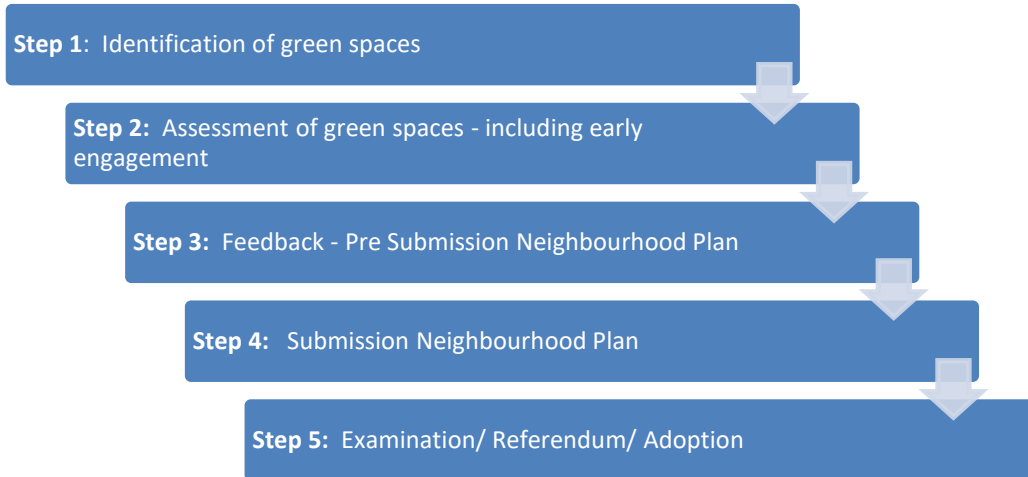 Step 1:  Identification of green spaces
Step 2:  Assessment of green spaces - including early
engagement
Step 3:  Feedback - Pre Submission Neighbourhood Plan
Step 4:   Submission Neighbourhood Plan
Step 5:  Examination/ Referendum/ Adoption